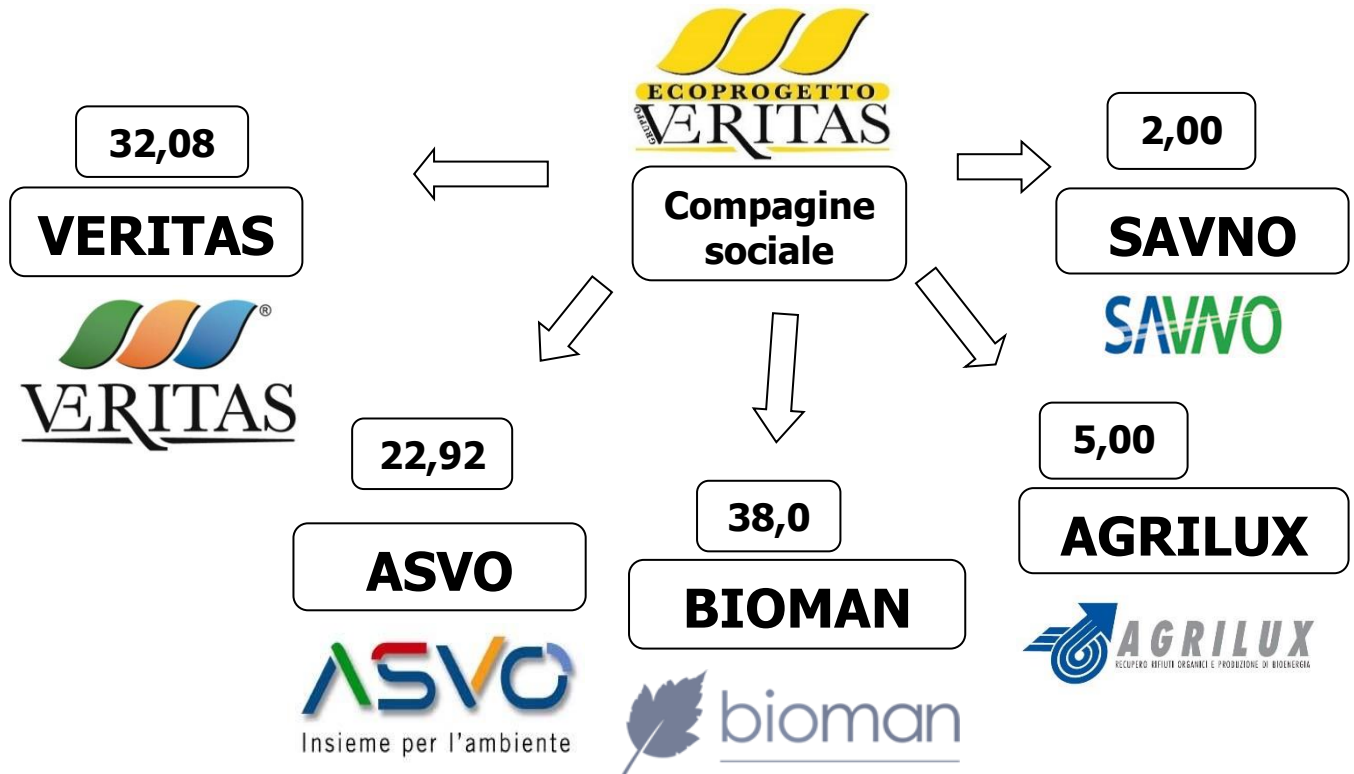 ECOPROGETTO
GRUPPO VERITAS
Compagine
sociale
32,08
VERITAS
VERITAS®
2,00
SAVNO
SAVNO
22,92
ASVO
ASVO
Insieme per l'ambiente
38,0
BIOMAN
bioman
5,00
AGRILUX
AGRILUX
RECUPERO RIFIUTI ORGANICI E PRODUZIONE DI BIOENERGIA